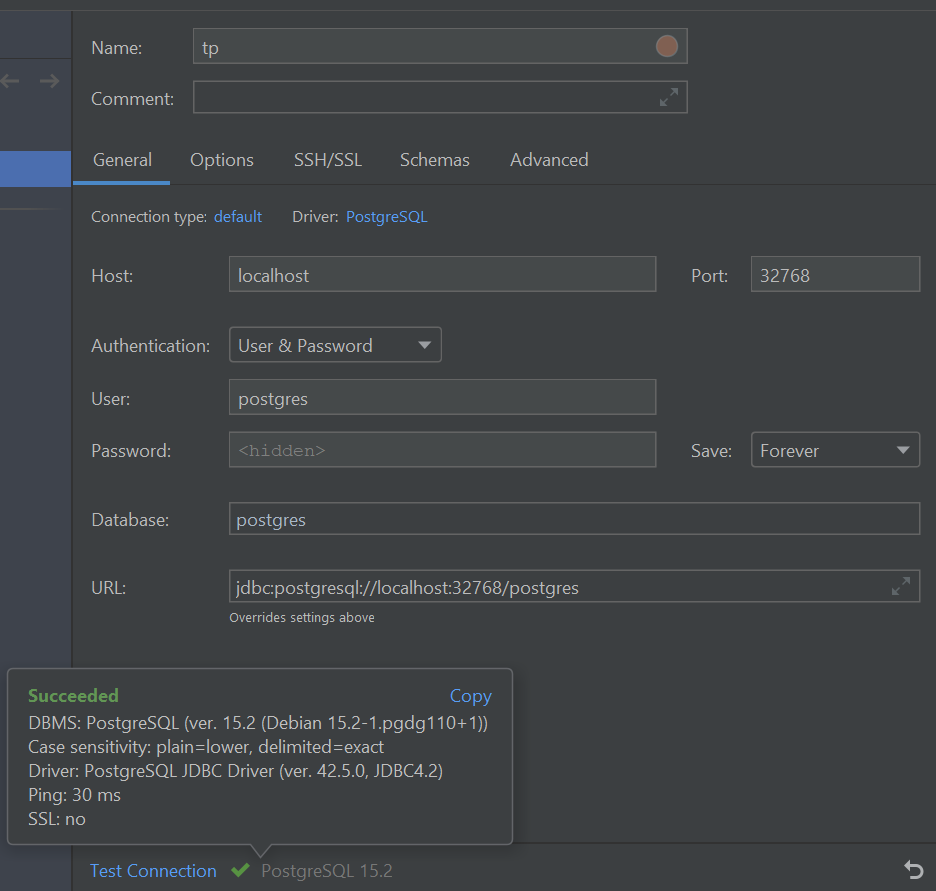 Name: tp
Comment:
General Options SSH/SSL Schemas Advanced
Connection type: default Driver: PostgreSQL
Host: localhost Port: 32768
Authentication: User & Password
User: postgres
Password: <hidden> Save: Forever
Database: postgres
URL: jdbc:postgresql://localhost:32768/postgres
Overrides settings above
Succeeded Copy
DBMS: PostgreSQL (ver. 15.2 (Debian 15.2-1.pgdg110+1))
Case sensitivity: plain=lower, delimited=exact
Driver: PostgreSQL JDBC Driver (ver. 42.5.0, JDBC4.2)
Ping: 30 ms
SSL: no
Test Connection PostgreSQL 15.2